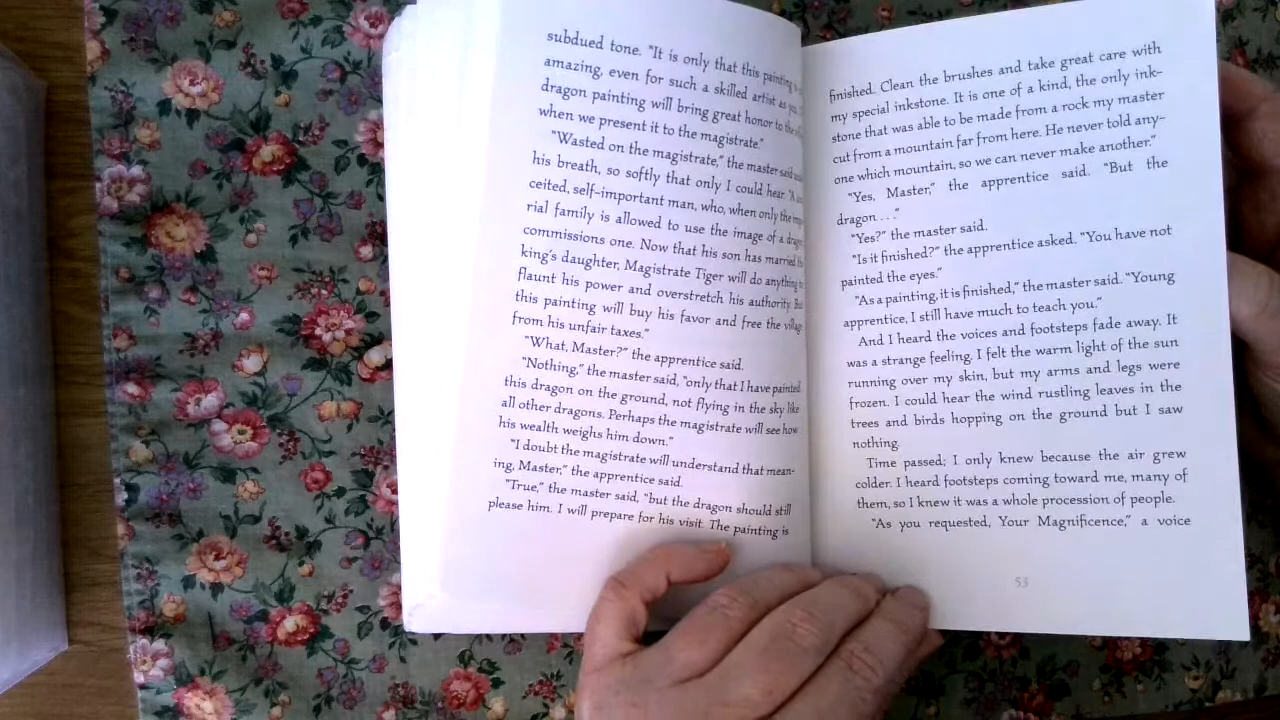 subdued tone. "It is only that this painting
amazing, even for such a skilled artist as
dragon painting will bring great honor to the
when we present it to the magistrate."
"Wasted on the magistrate," the master said
his breath, so softly that only I could hear.
ceited, self-important man, who, when only the
rial family is allowed to use the image of a
commissions one. Now that his son has married
king's daughter, Magistrate Tiger will do anything
flaunt his power and overstretch his authority.
this painting will buy his favor and free the
from his unfair taxes."
"What, Master?" the apprentice said.
"Nothing," the master said, "only that I have painted
this dragon on the ground, not flying in the sky like
all other dragons. Perhaps the magistrate will see how
his wealth weighs him down."
"I doubt the magistrate will understand that mean-
ing, Master," the apprentice said.
"True," the master said, "but the dragon should still
please him. I will prepare for his visit. The painting is
finished. Clean the brushes and take great care with
my special inkstone. It is one of a kind, the only ink-
stone that was able to be made from a rock my master
cut from a mountain far from here. He never told any-
one which mountain, so we can never make another."
"Yes, Master," the apprentice said. "But the
dragon . . ."
"Yes?" the master said.
"Is it finished?" the apprentice asked. "You have not
painted the eyes."
"As a painting, it is finished," the master said. "Young
apprentice, I still have much to teach you."
And I heard the voices and footsteps fade away. It
was a strange feeling. I felt the warm light of the sun
running over my skin, but my arms and legs were
frozen. I could hear the wind rustling leaves in the
trees and birds hopping on the ground but I saw
nothing.
Time passed; I only knew because the air grew
colder. I heard footsteps coming toward me, many of
them, so I knew it was a whole procession of people.
"As you requested, Your Magnificence," a voice
53